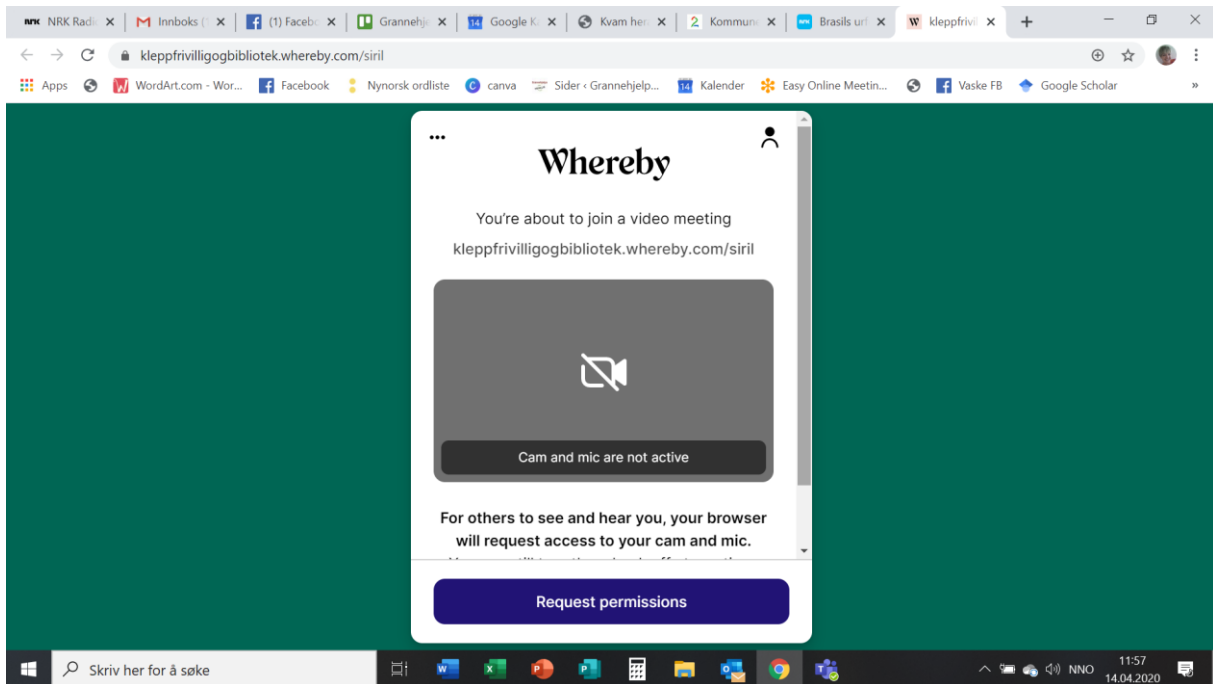 NRK Radi
Innboks (
(1) Facebo
Grannehj
Google K
Kvam her
2 Kommun
Brasils url
kleppfrivil
kleppfrivilligogbibliotek.whereby.com/siril
Apps
WordArt.com - Wor...
Facebook
Nynorsk ordliste
canva
Sider ‹ Grannehjelp...
Kalender
Easy Online Meetin...
Vaske FB
Google Scholar
»
Whereby
You're about to join a video meeting
kleppfrivilligogbibliotek.whereby.com/siril
Cam and mic are not active
For others to see and hear you, your browser
will request access to your cam and mic.
Request permissions
Skriv her for å søke
NNO
11:57
14.04.2020